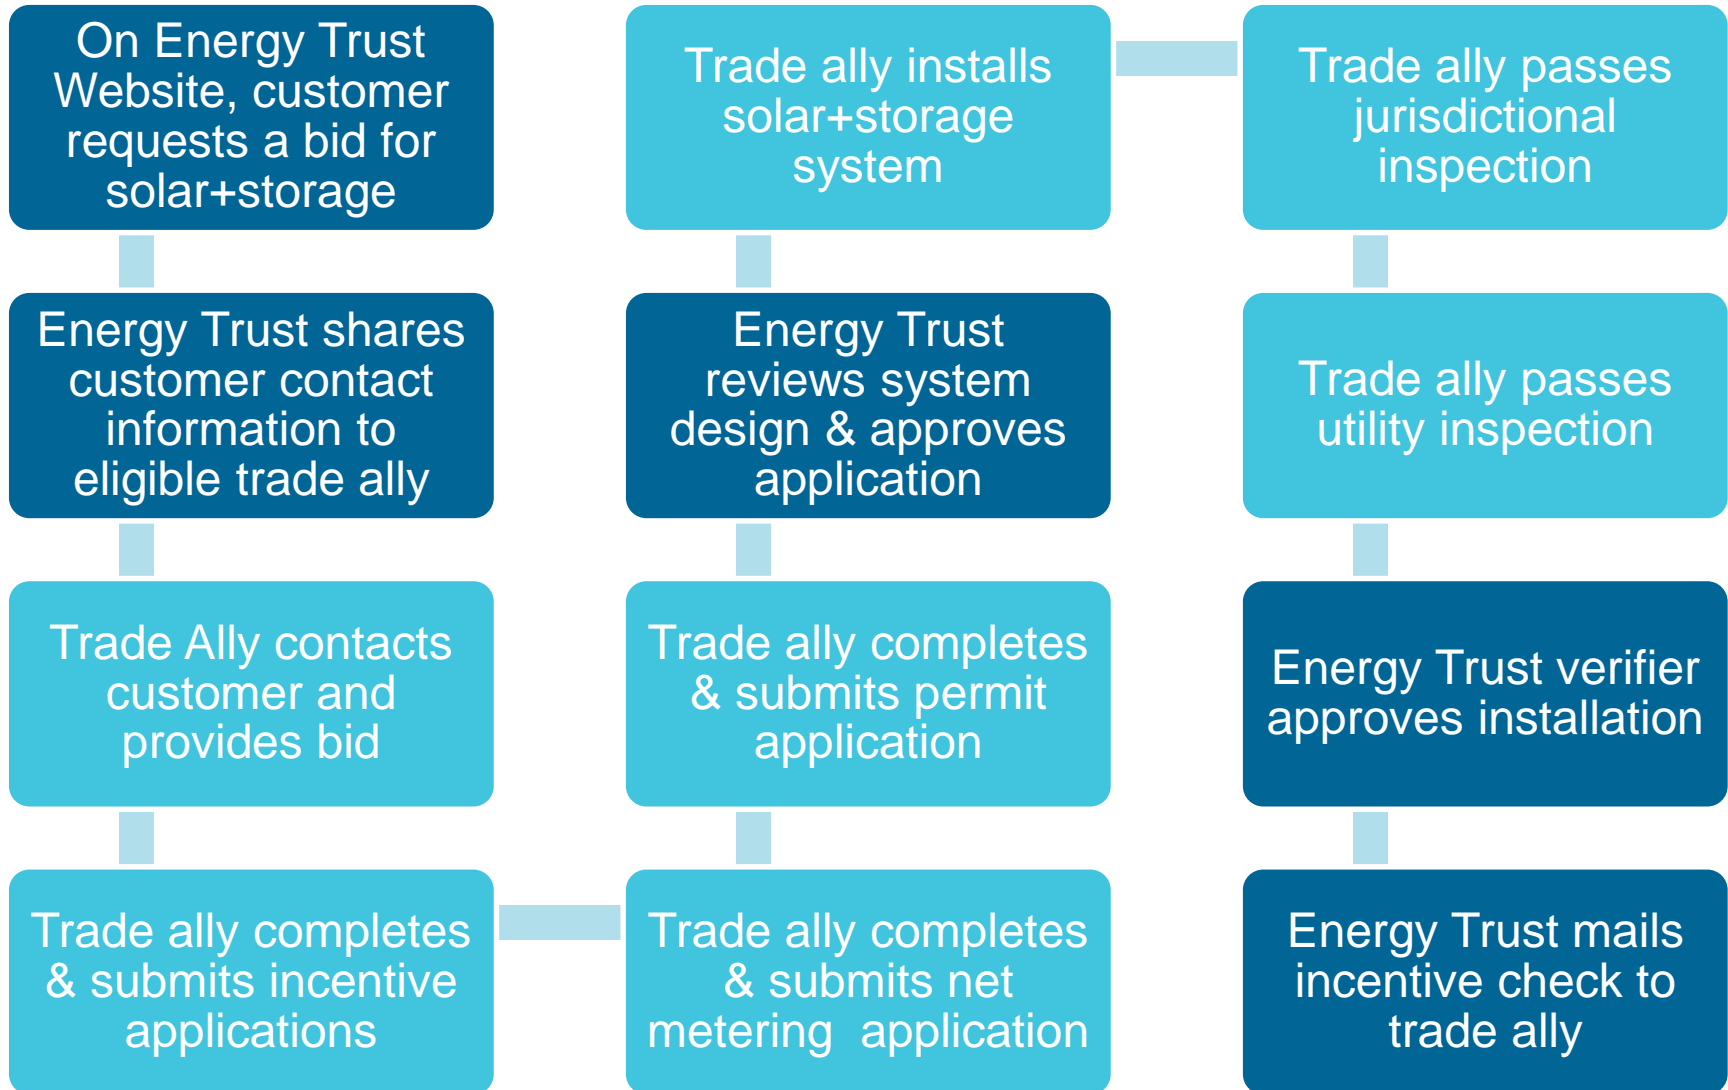 On Energy Trust
Website, customer
requests a bid for
solar+storage
Energy Trust shares
customer contact
information to
eligible trade ally
Trade Ally contacts
customer and
provides bid
Trade ally completes
& submits incentive
applications
Trade ally completes
& submits net
metering  application
Trade ally completes
& submits permit
application
Energy Trust
reviews system
design & approves
application
Trade ally installs
solar+storage
system
Trade ally passes
jurisdictional
inspection
Trade ally passes
utility inspection
Energy Trust verifier
approves installation
Energy Trust mails
incentive check to
trade ally